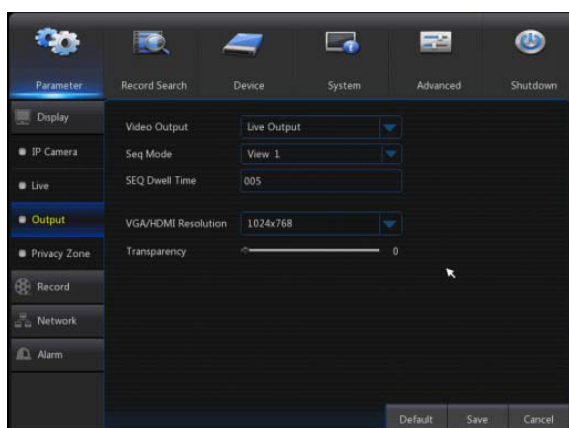 Parameter Record Search Device System Advanced Shutdown
Display
IP Camera
Live
Output
Privacy Zone
Record
Network
Alarm
Video Output Live Output
Seq Mode View 1
SEQ Dwell Time 005
VGA/HDMI Resolution 1024x768
Transparency 0
Default Save Cancel